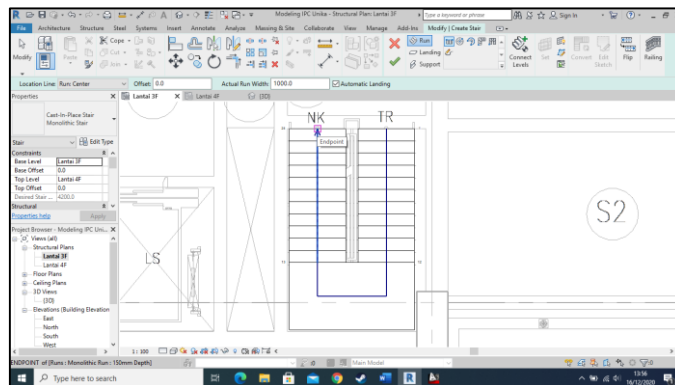 Modeling IPC Unika - Structural Plan: Lantai 3F
Type a keyword or phrase
Sign In
File Architecture Structure Steel Systems Insert Annotate Analyze Massing & Site Collaborate View Manage Add-Ins Modify | Create Stair
Modify
Paste
Cope
Cut
Join
Run
Landing
Support
Connect Levels
Set
Convert
Edit Sketch
Flip
Railing
Location Line: Run: Center Offset: 0.0 Actual Run Width: 1000.0 Automatic Landing
Properties
Lantai 3F
Lantai 4F
{3D}
Cast-In-Place Stair
Monolithic Stair
Stair
Edit Type
Constraints
Base Level Lantai 3F
Base Offset 0.0
Top Level Lantai 4F
Top Offset 0.0
Desired Stair ... 4200.0
Structural
Properties help
Apply
Project Browser - Modeling IPC Uni...
Views (all)
Structural Plans
Lantai 3F
Lantai 4F
Floor Plans
Ceiling Plans
3D Views
{3D}
Elevations (Building Elevation
East
North
South
West
NK
TR
Endpoint
LS
S2
1 : 100
Main Model
ENDPOINT of [Runs : Monolithic Run : 150mm Depth]
Type here to search
13:56
16/12/2020